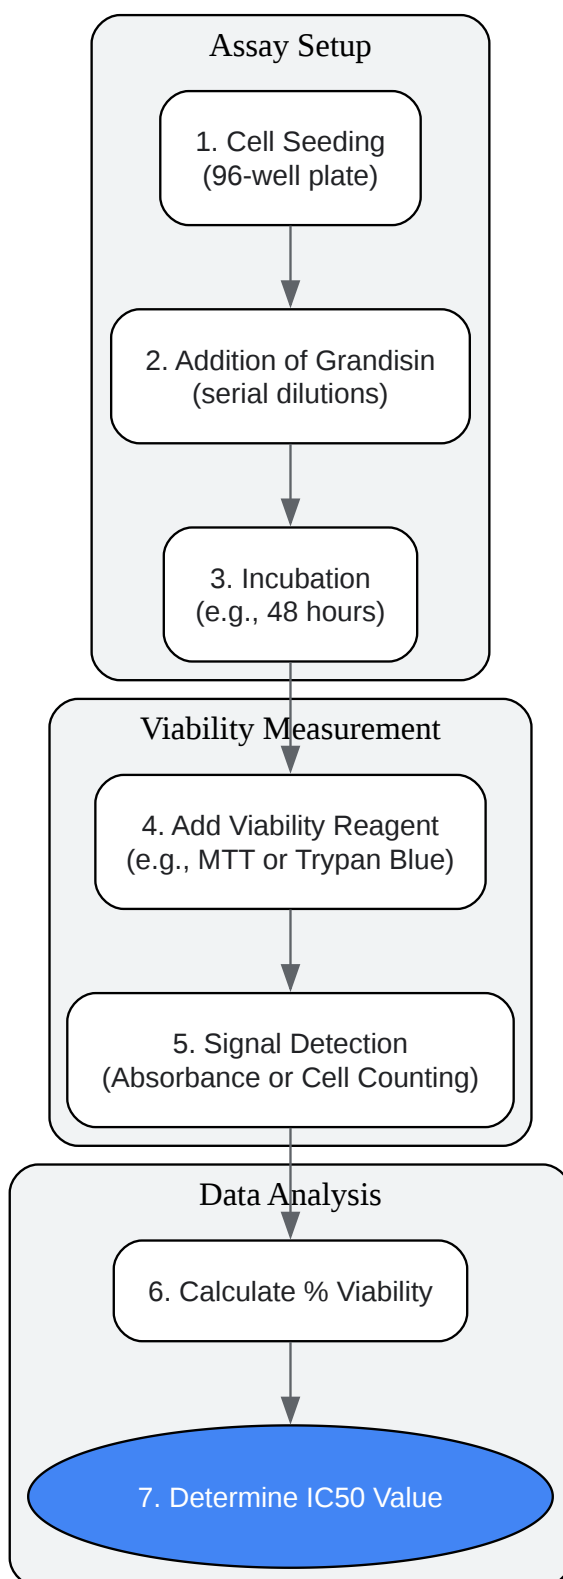 Assay Setup
1. Cell Seeding
(96-well plate)
2. Addition of Grandisin
(serial dilutions)
3. Incubation
(e.g., 48 hours)
Viability Measurement
4. Add Viability Reagent
(e.g., MTT or Trypan Blue)
5. Signal Detection
(Absorbance or Cell Counting)
Data Analysis
6. Calculate % Viability
7. Determine IC50 Value